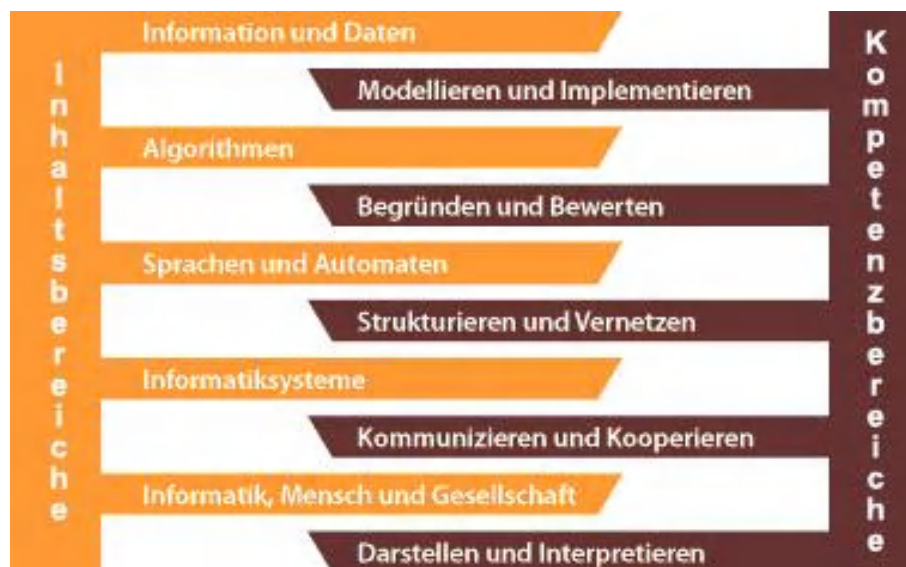 Inhaltsbereiche
Information und Daten
Modellieren und Implementieren
Algorithmen
Begründen und Bewerten
Sprachen und Automaten
Strukturieren und Vernetzen
Informatiksysteme
Kommunizieren und Kooperieren
Informatik, Mensch und Gesellschaft
Darstellen und Interpretieren
Kompetenzbereiche